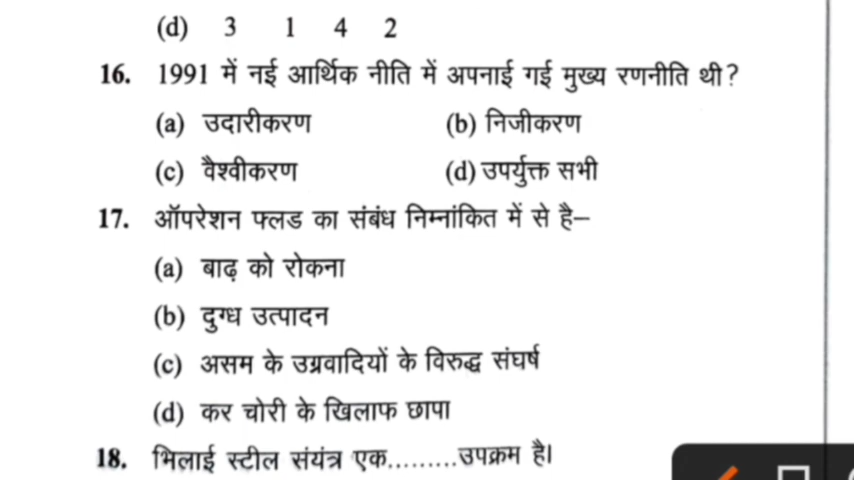 (d) 3 1 4 2
16. 1991 में नई आर्थिक नीति में अपनाई गई मुख्य रणनीति थी?
(a) उदारीकरण (b) निजीकरण
(c) वैश्वीकरण (d) उपर्युक्त सभी
17. ऑपरेशन फ्लड का संबंध निम्नांकित में से है–
(a) बाढ़ को रोकना
(b) दुग्ध उत्पादन
(c) असम के उग्रवादियों के विरुद्ध संघर्ष
(d) कर चोरी के खिलाफ छापा
18. भिलाई स्टील संयंत्र एक.........उपक्रम है।